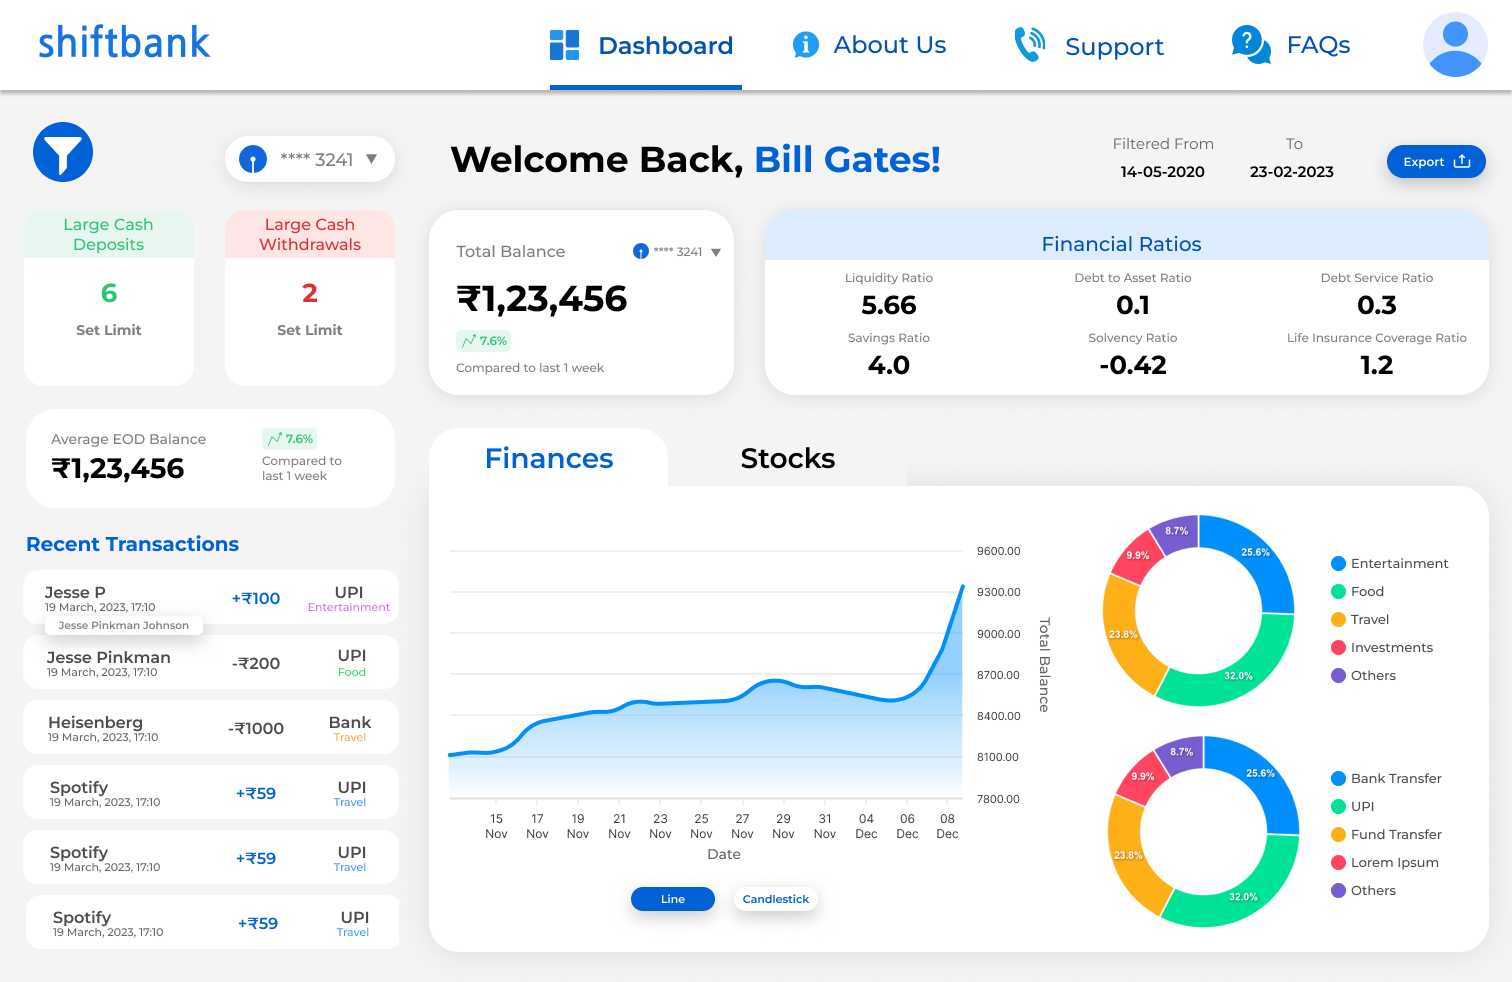 shiftbank
Dashboard
About Us
Support
FAQs
**** 3241 ▼
Welcome Back, Bill Gates!
Filtered From
14-05-2020
To
23-02-2023
Export
Large Cash
Deposits
6
Set Limit
Large Cash
Withdrawals
2
Set Limit
Total Balance
**** 3241 ▼
₹1,23,456
7.6%
Compared to last 1 week
Financial Ratios
Liquidity Ratio
5.66
Debt to Asset Ratio
0.1
Debt Service Ratio
0.3
Savings Ratio
4.0
Solvency Ratio
-0.42
Life Insurance Coverage Ratio
1.2
Average EOD Balance
₹1,23,456
7.6%
Compared to
last 1 week
Recent Transactions
Jesse P
19 March, 2023, 17:10
+₹100
UPI
Entertainment
Jesse Pinkman Johnson
Jesse Pinkman
19 March, 2023, 17:10
-₹200
UPI
Food
Heisenberg
19 March, 2023, 17:10
-₹1000
Bank
Travel
Spotify
19 March, 2023, 17:10
+₹59
UPI
Travel
Spotify
19 March, 2023, 17:10
+₹59
UPI
Travel
Spotify
19 March, 2023, 17:10
+₹59
UPI
Travel
Finances
Stocks
9600.00
9300.00
9000.00
8700.00
8400.00
8100.00
7800.00
Total Balance
15 Nov
17 Nov
19 Nov
21 Nov
23 Nov
25 Nov
27 Nov
29 Nov
31 Nov
04 Dec
06 Dec
08 Dec
Date
Line
Candlestick
8.7%
25.6%
9.9%
23.8%
32.0%
Entertainment
Food
Travel
Investments
Others
8.7%
25.6%
9.9%
23.8%
32.0%
Bank Transfer
UPI
Fund Transfer
Lorem Ipsum
Others